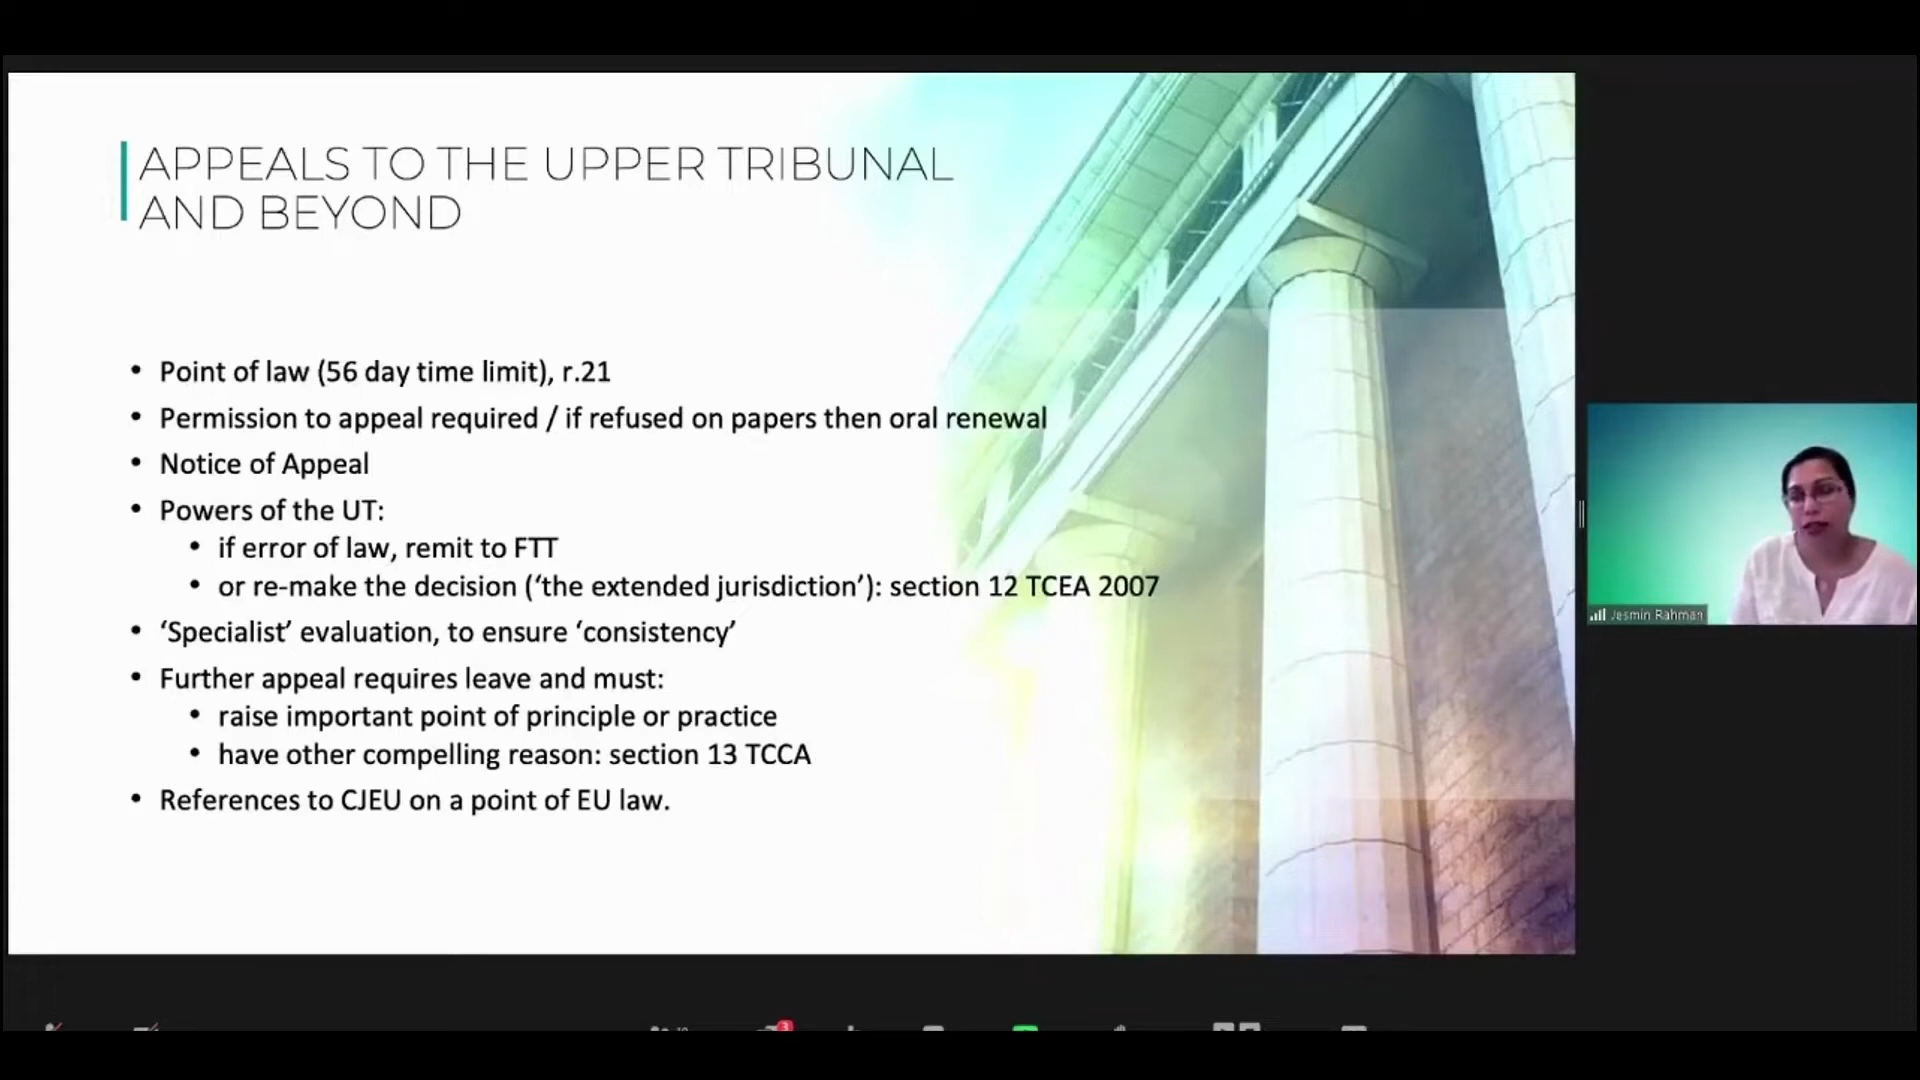 APPEALS TO THE UPPER TRIBUNAL
AND BEYOND
• Point of law (56 day time limit), r.21
• Permission to appeal required / if refused on papers then oral renewal
• Notice of Appeal
• Powers of the UT:
• if error of law, remit to FTT
• or re-make the decision (‘the extended jurisdiction’): section 12 TCEA 2007
• ‘Specialist’ evaluation, to ensure ‘consistency’
• Further appeal requires leave and must:
• raise important point of principle or practice
• have other compelling reason: section 13 TCCA
• References to CJEU on a point of EU law.
Jesmin Rahman
3